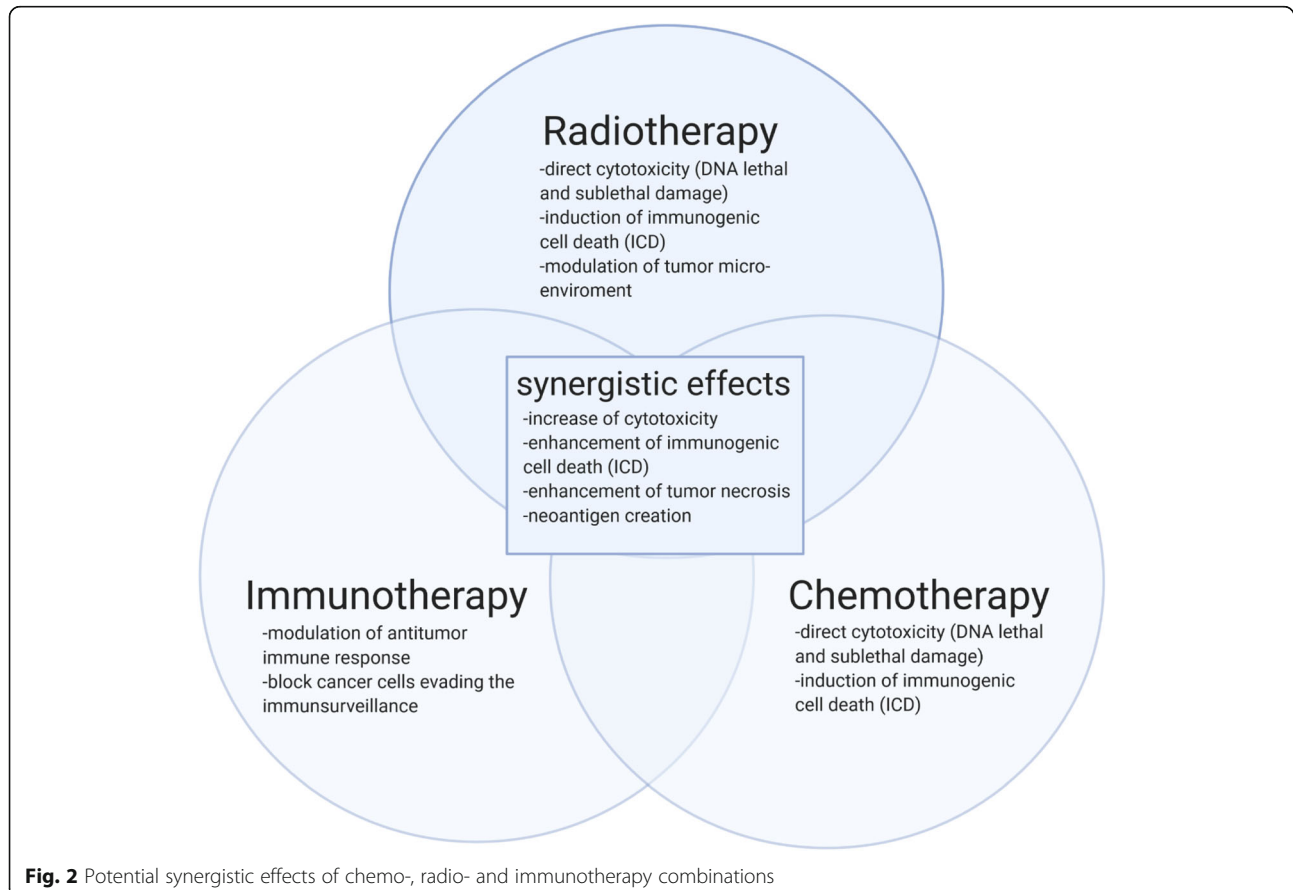 Radiotherapy
-direct cytotoxicity (DNA lethal
and sublethal damage)
-induction of immunogenic
cell death (ICD)
-modulation of tumor micro-
enviroment
synergistic effects
-increase of cytotoxicity
-enhancement of immunogenic
cell death (ICD)
-enhancement of tumor necrosis
-neoantigen creation
Immunotherapy
-modulation of antitumor
immune response
-block cancer cells evading the
immunsurveillance
Chemotherapy
-direct cytotoxicity (DNA lethal
and sublethal damage)
-induction of immunogenic
cell death (ICD)
Fig. 2 Potential synergistic effects of chemo-, radio- and immunotherapy combinations